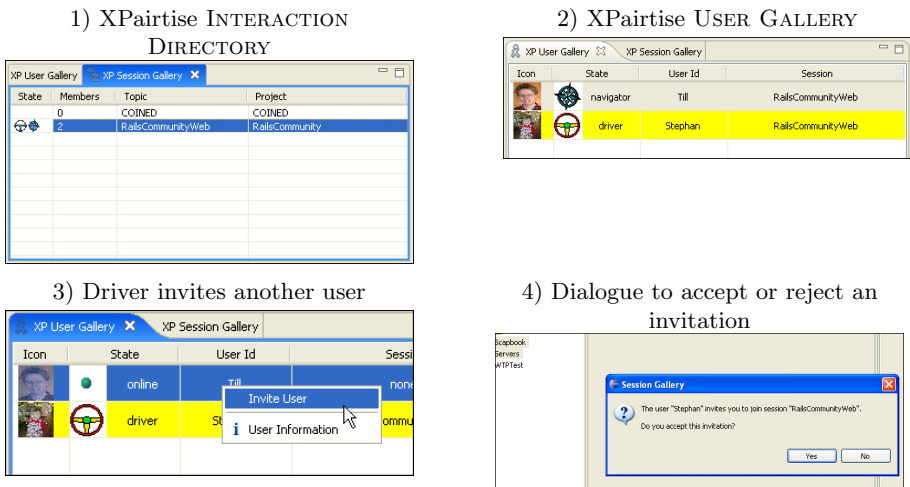 1) XPairtise INTERACTION
DIRECTORY
XP User Gallery XP Session Gallery
State Members Topic Project
0 COINED COINED
2 RailsCommunityWeb RailsCommunity
2) XPairtise USER GALLERY
XP User Gallery XP Session Gallery
Icon State User Id Session
navigator Till RailsCommunityWeb
driver Stephan RailsCommunityWeb
3) Driver invites another user
XP User Gallery XP Session Gallery
Icon State User Id Sessi
online Till none
driver St ommu
Invite User
i User Information
4) Dialogue to accept or reject an
invitation
Scapbook
Servers
WTPTest
Session Gallery
The user "Stephan" invites you to join session "RailsCommunityWeb".
Do you accept this invitation?
Yes No